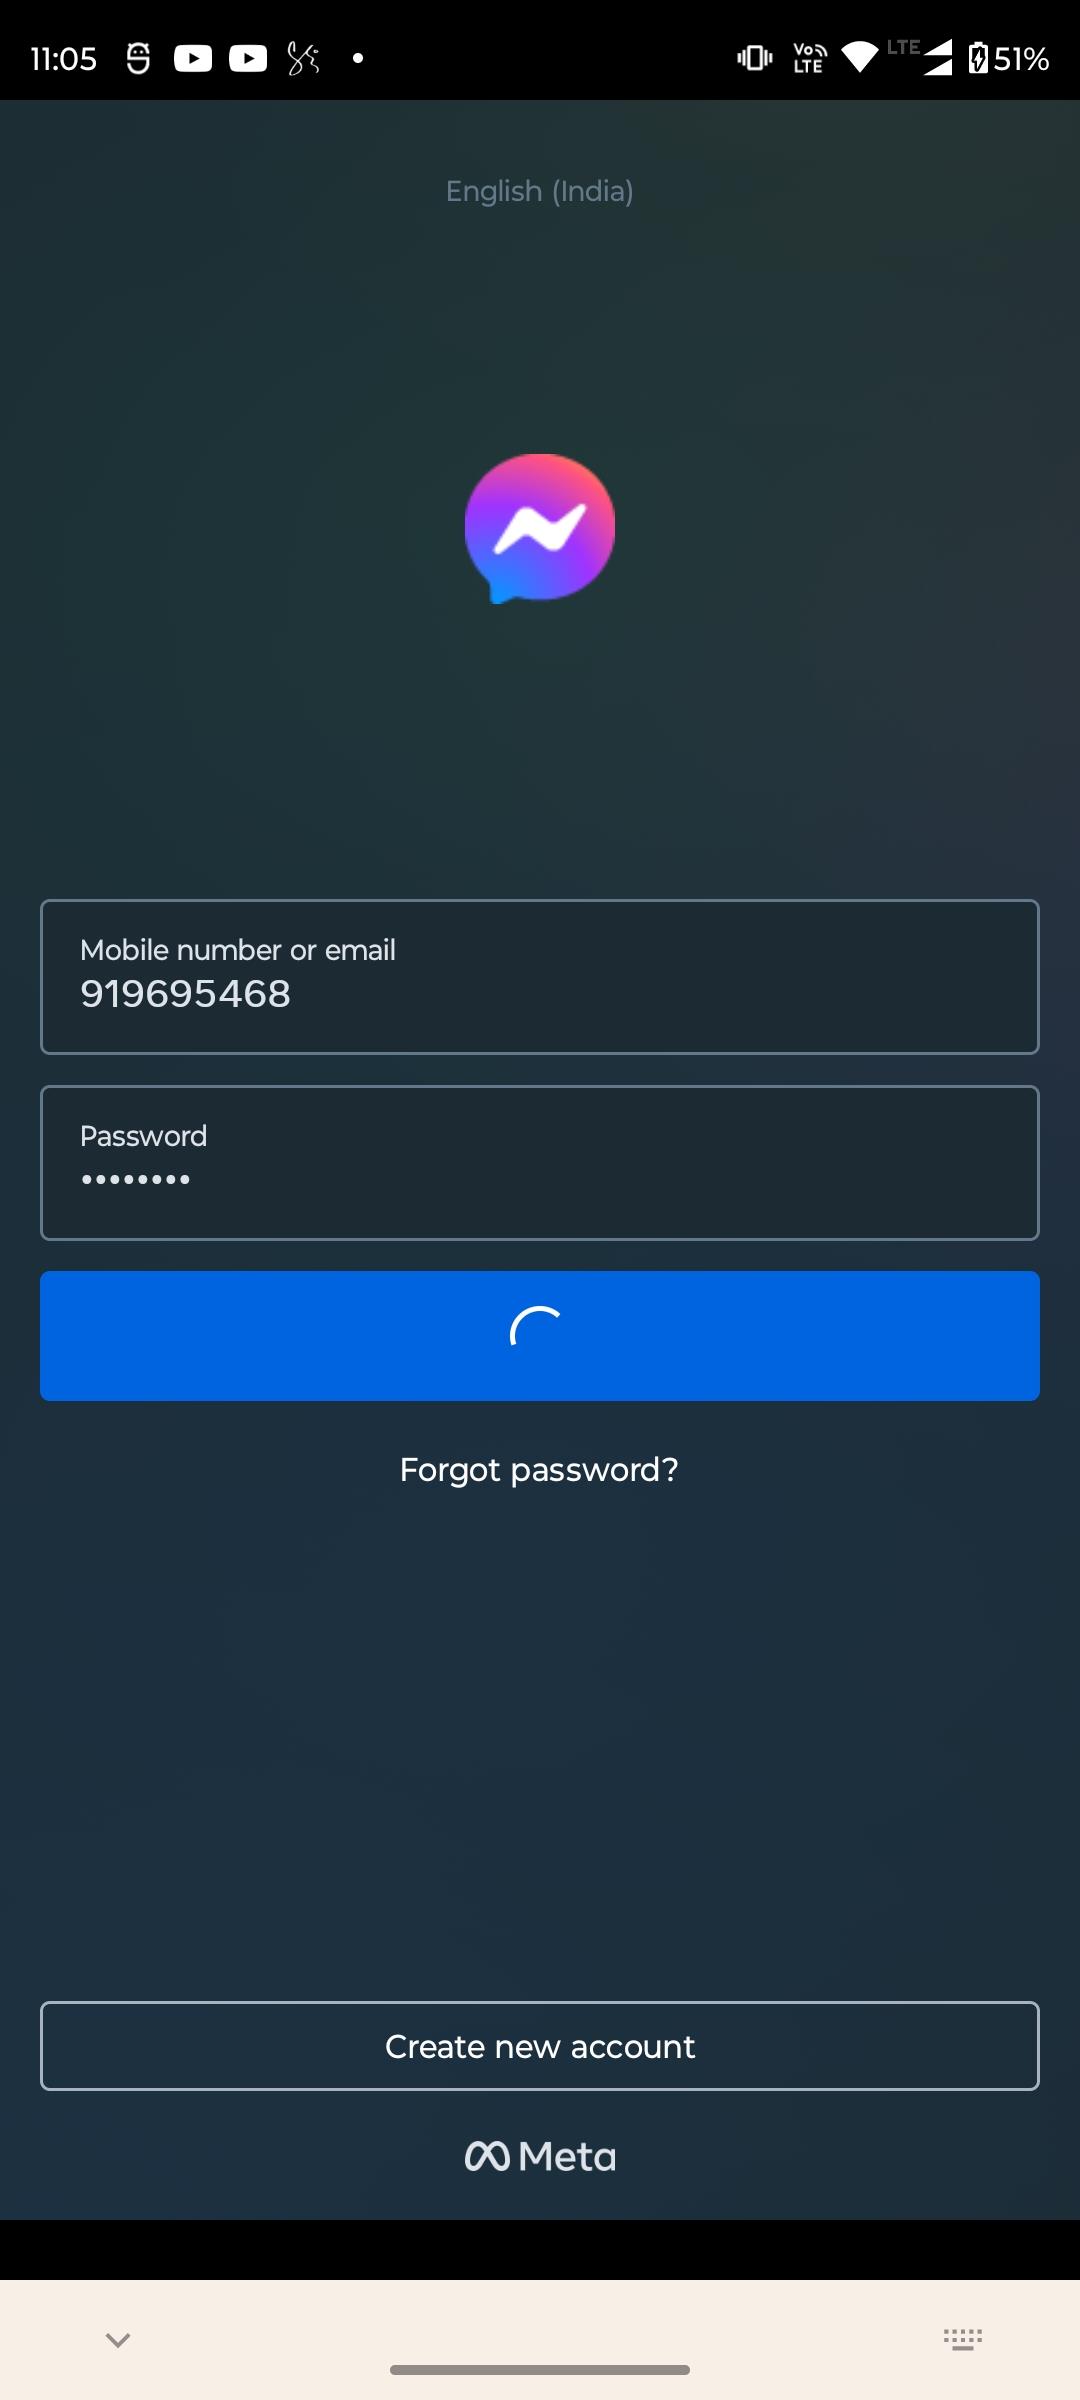 11:05
Vo LTE
LTE
51%
English (India)
Mobile number or email
919695468
Password
••••••••
Forgot password?
Create new account
Meta